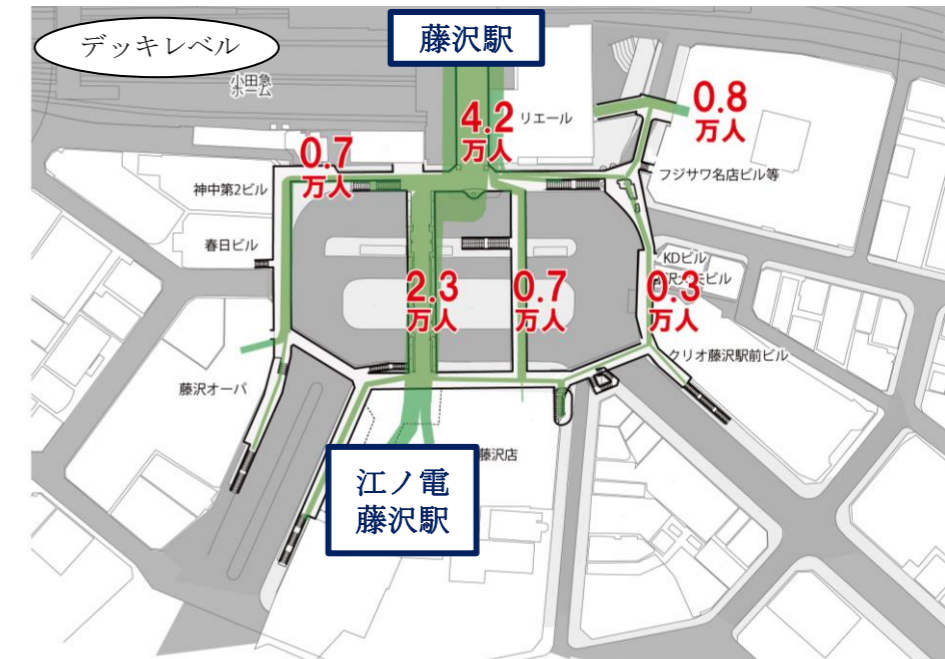 デッキレベル
藤沢駅
小田急
ホーム
4.2
万人
リエール
0.8
万人
0.7
万人
フジサワ名店ビル等
神中第2ビル
春日ビル
KDビル
2.3
万人
0.7
万人
0.3
万人
クリオ藤沢駅前ビル
藤沢オーパ
江ノ電
藤沢駅
藤沢店